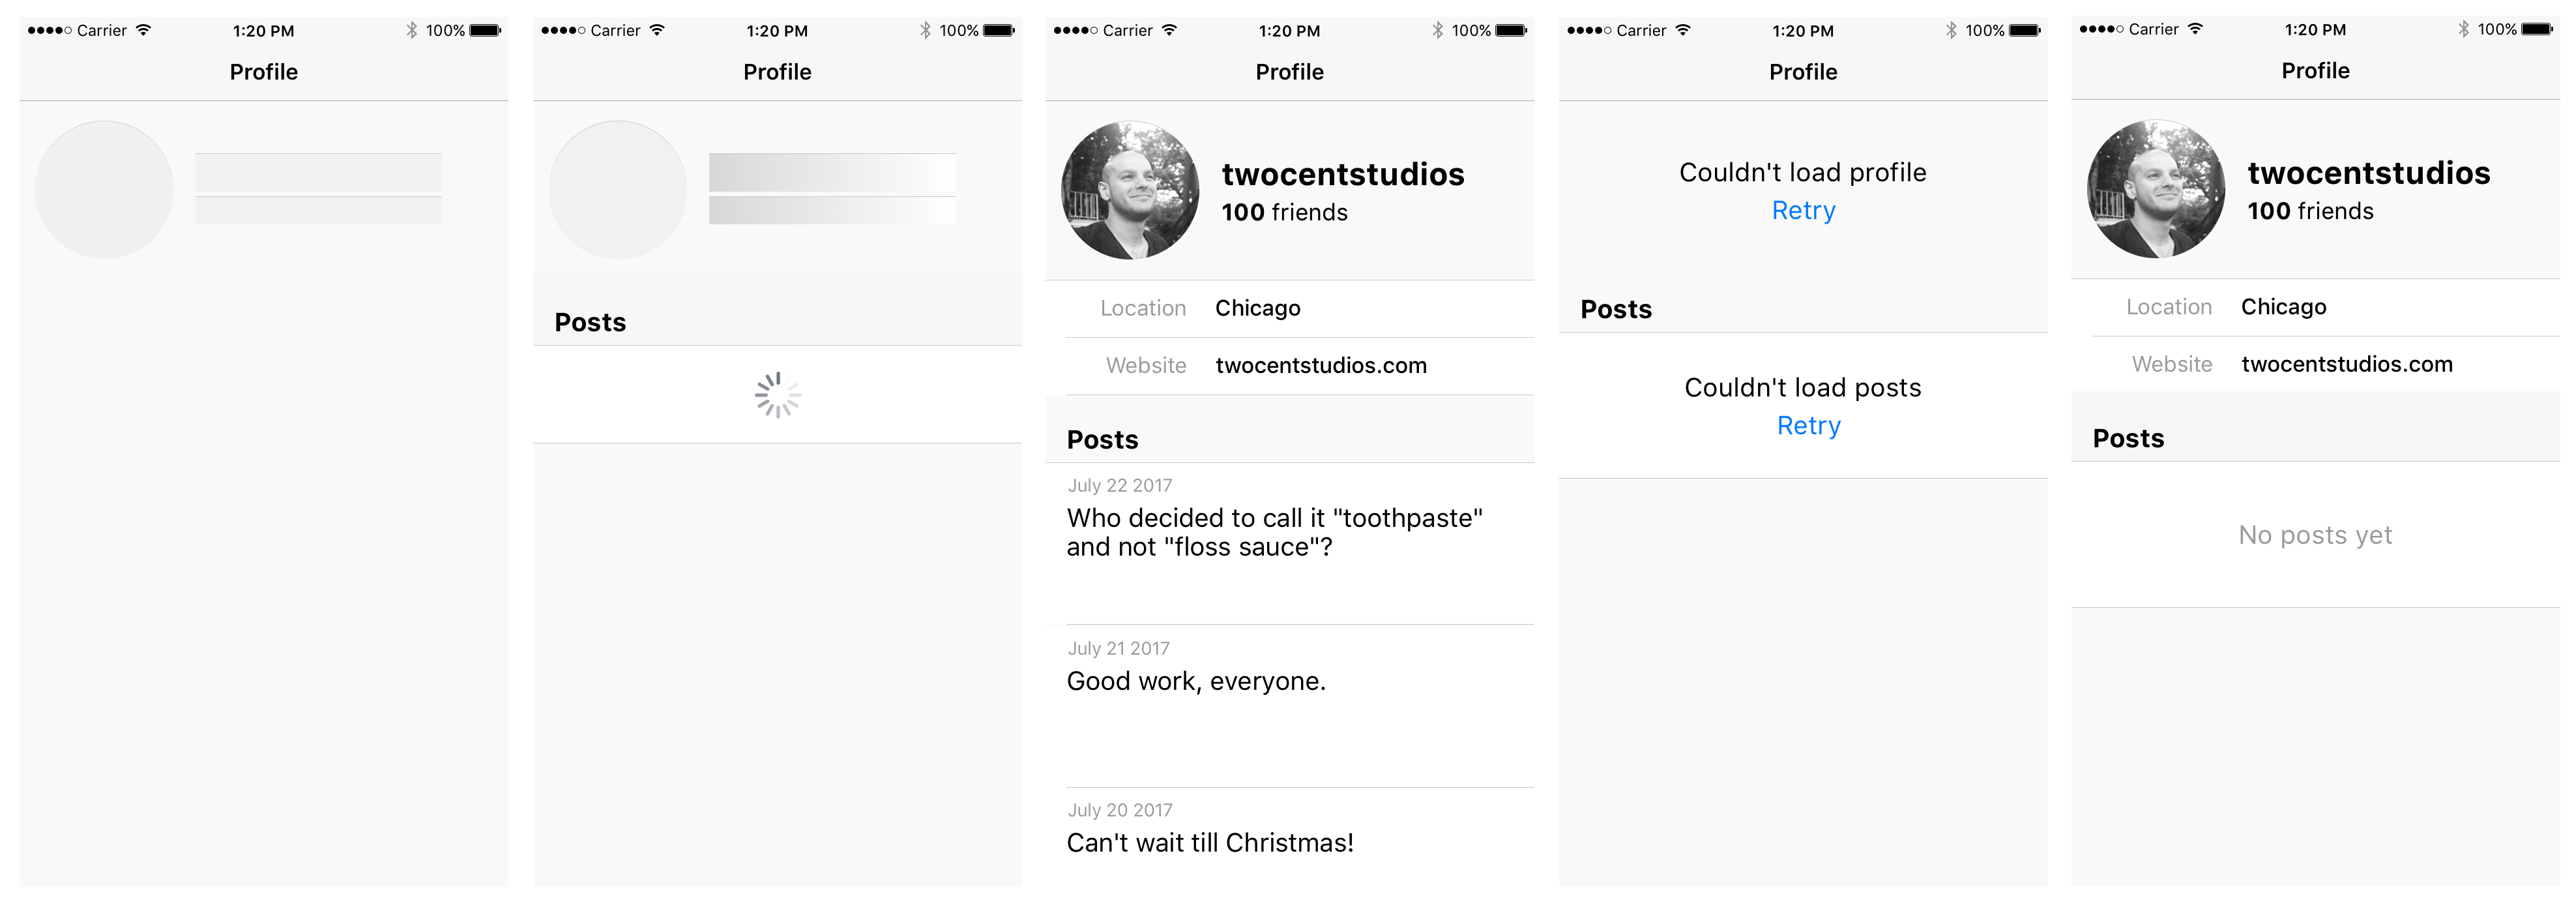 Carrier 1:20 PM 100%
Profile
Carrier 1:20 PM 100%
Profile
Posts
Carrier 1:20 PM 100%
Profile
twocentstudios
100 friends
Location Chicago
Website twocentstudios.com
Posts
July 22 2017
Who decided to call it "toothpaste"
and not "floss sauce"?
July 21 2017
Good work, everyone.
July 20 2017
Can't wait till Christmas!
Carrier 1:20 PM 100%
Profile
Couldn't load profile
Retry
Posts
Couldn't load posts
Retry
Carrier 1:20 PM 100%
Profile
twocentstudios
100 friends
Location Chicago
Website twocentstudios.com
Posts
No posts yet